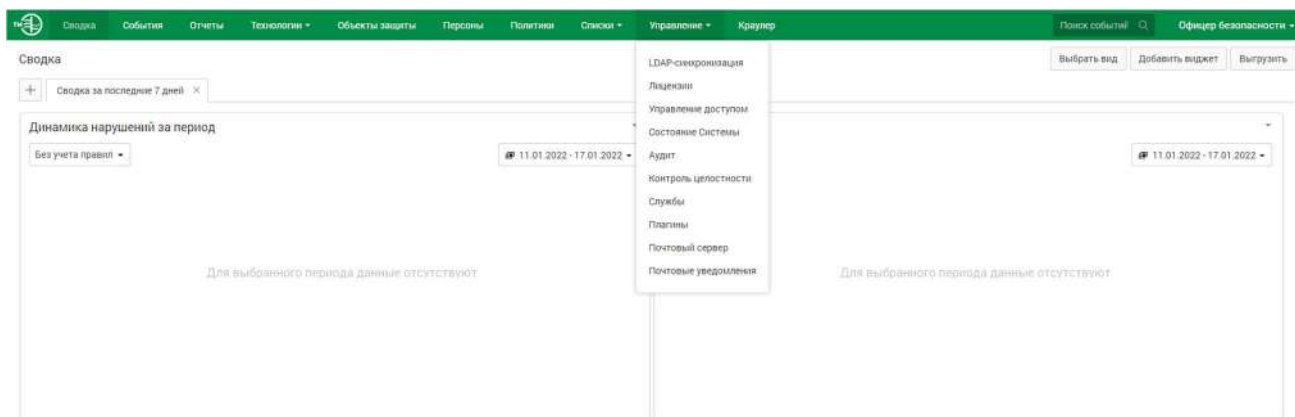 ТМ Сводка События Отчеты Технологии Объекты защиты Персоны Политики Списки Управление Краулер Поиск событий Офицер безопасности
Сводка
Выбрать вид Добавить виджет Выгрузить
+ Сводка за последние 7 дней ×
Динамика нарушений за период
Без учета правил
11.01.2022 - 17.01.2022
11.01.2022 - 17.01.2022
LDAP-синхронизация
Лицензии
Управление доступом
Состояние Системы
Аудит
Контроль целостности
Службы
Плагины
Почтовый сервер
Почтовые уведомления
Для выбранного периода данные отсутствуют
Для выбранного периода данные отсутствуют